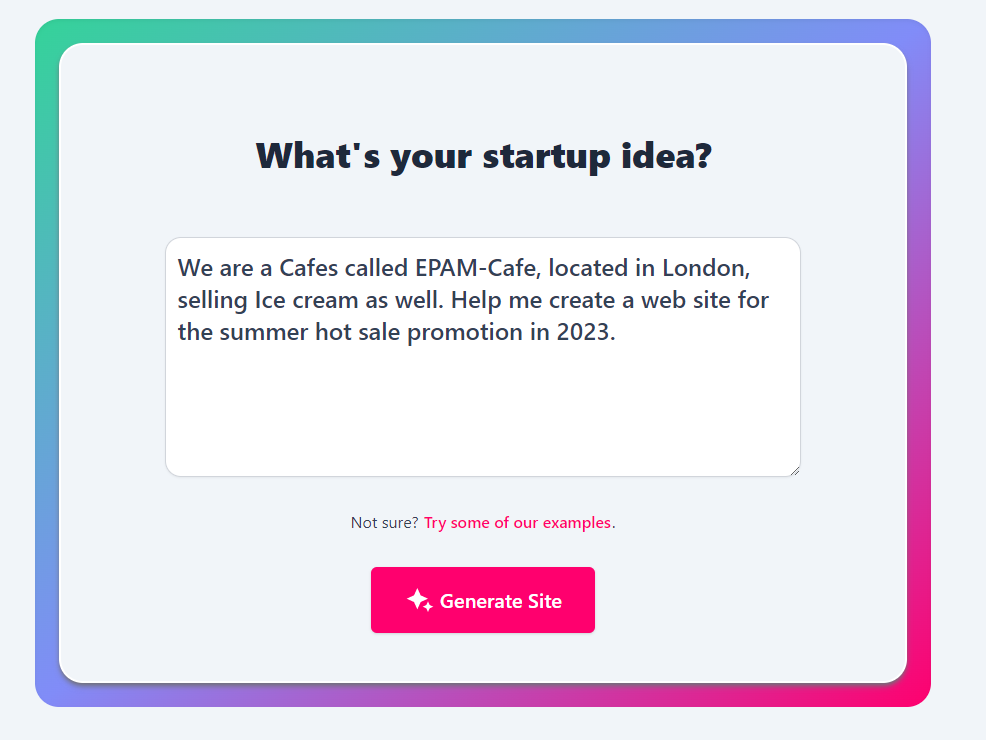 What's your startup idea?
We are a Cafes called EPAM-Cafe, located in London,
selling Ice cream as well. Help me create a web site for
the summer hot sale promotion in 2023.
Not sure? Try some of our examples.
Generate Site